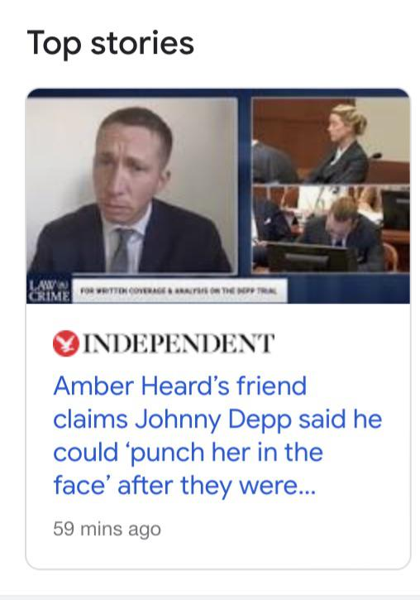 Top stories
LAW & CRIME
FOR WRITTEN COVERAGE & ANALYSIS ON THE DEPP TRIAL
INDEPENDENT
Amber Heard's friend
claims Johnny Depp said he
could 'punch her in the
face' after they were...
59 mins ago